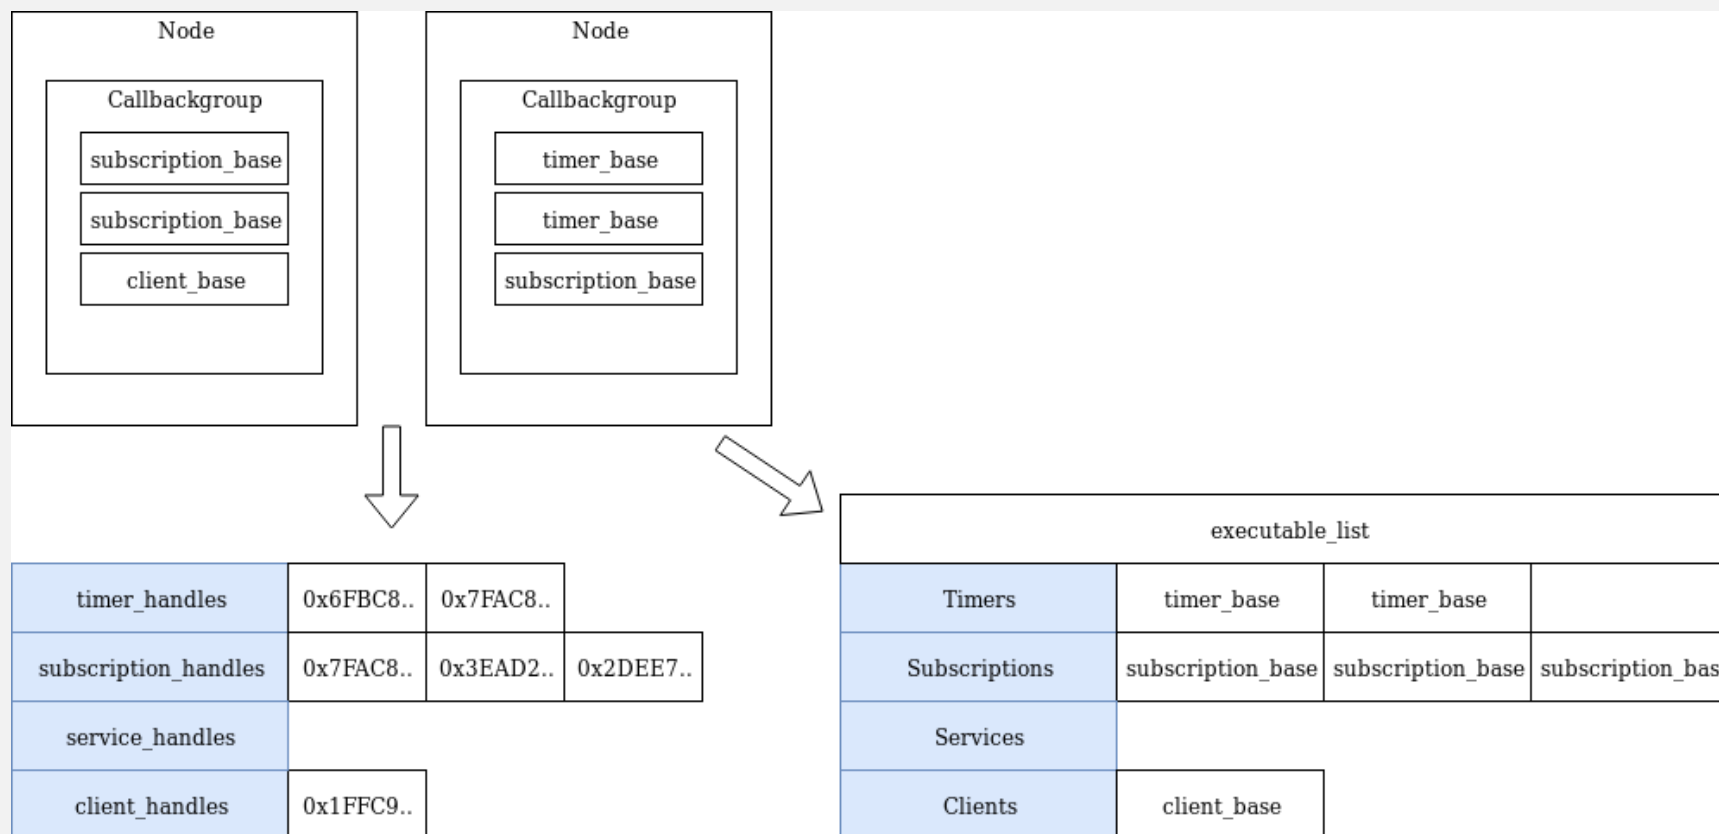 Node
Callbackgroup
subscription_base
subscription_base
client_base
Node
Callbackgroup
timer_base
timer_base
subscription_base
timer_handles 0x6FBC8.. 0x7FAC8..
subscription_handles 0x7FAC8.. 0x3EAD2.. 0x2DEE7..
service_handles
client_handles 0x1FFC9..
executable_list
Timers timer_base timer_base
Subscriptions subscription_base subscription_base subscription_bas
Services
Clients client_base